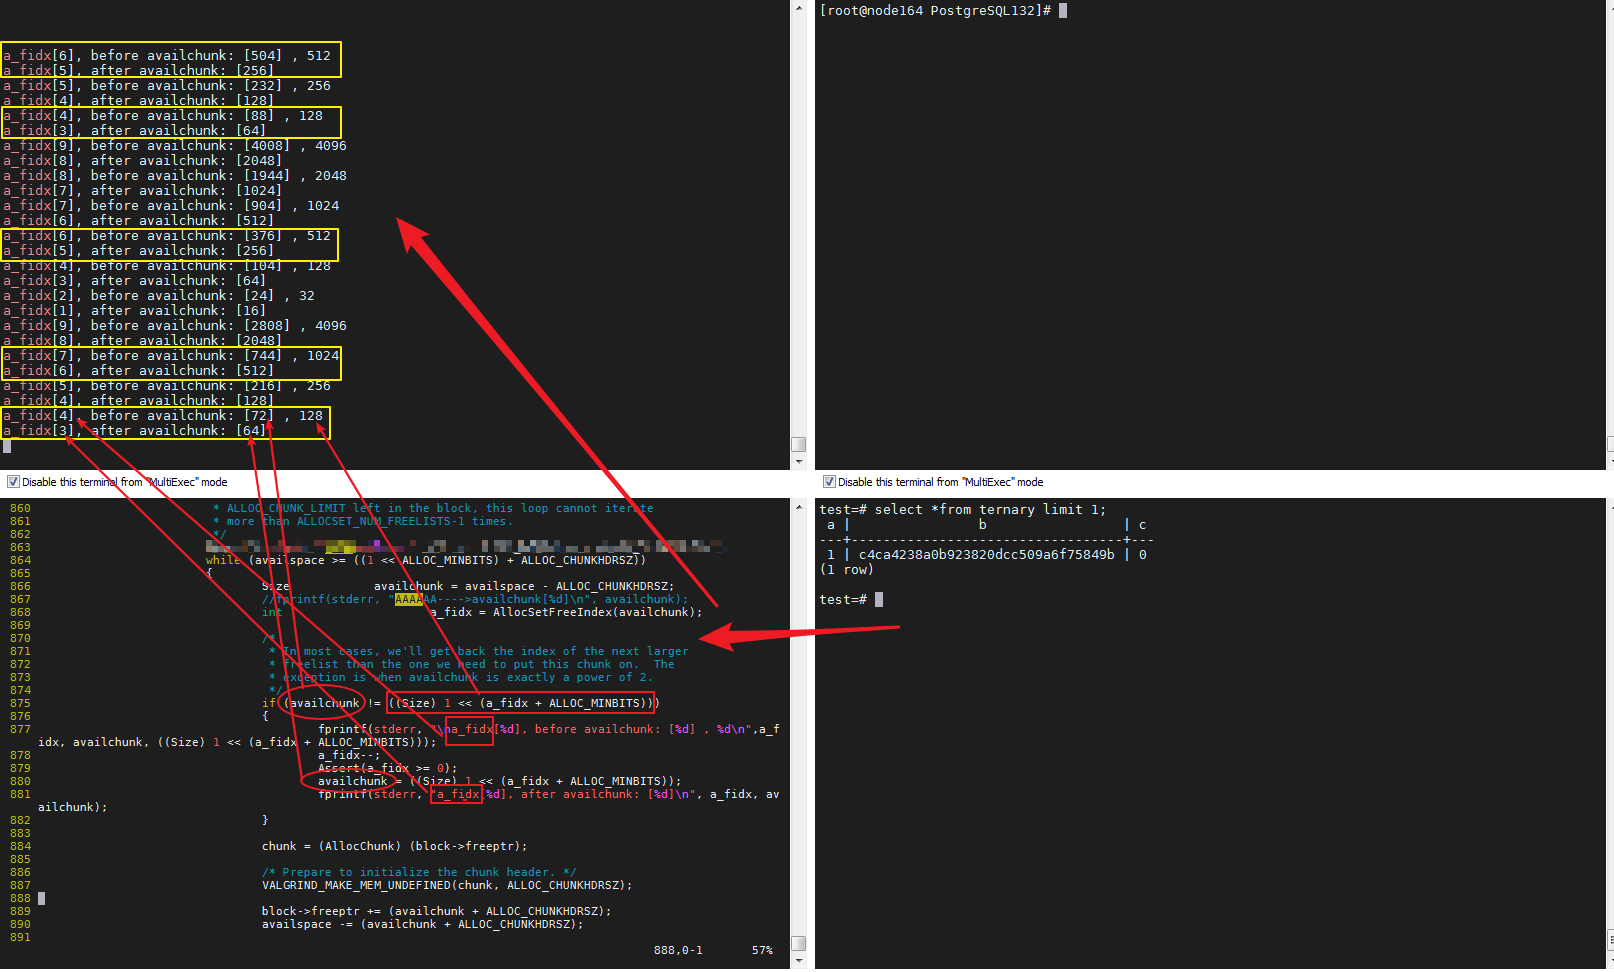 a_fidx[6], before availchunk: [504] , 512
a_fidx[5], after availchunk: [256]
a_fidx[5], before availchunk: [232] , 256
a_fidx[4], after availchunk: [128]
a_fidx[4], before availchunk: [88] , 128
a_fidx[3], after availchunk: [64]
a_fidx[9], before availchunk: [4008] , 4096
a_fidx[8], after availchunk: [2048]
a_fidx[8], before availchunk: [1944] , 2048
a_fidx[7], after availchunk: [1024]
a_fidx[7], before availchunk: [904] , 1024
a_fidx[6], after availchunk: [512]
a_fidx[6], before availchunk: [376] , 512
a_fidx[5], after availchunk: [256]
a_fidx[4], before availchunk: [104] , 128
a_fidx[3], after availchunk: [64]
a_fidx[2], before availchunk: [24] , 32
a_fidx[1], after availchunk: [16]
a_fidx[9], before availchunk: [2808] , 4096
a_fidx[8], after availchunk: [2048]
a_fidx[7], before availchunk: [744] , 1024
a_fidx[6], after availchunk: [512]
a_fidx[5], before availchunk: [216] , 256
a_fidx[4], after availchunk: [128]
a_fidx[4], before availchunk: [72] , 128
a_fidx[3], after availchunk: [64]
[root@node164 PostgreSQL132]#
Disable this terminal from "MultiExec" mode
Disable this terminal from "MultiExec" mode
860 * ALLOC_CHUNK_LIMIT left in the block, this loop cannot iterate
861 * more than ALLOCSET_NUM_FREELISTS-1 times.
862 */
863
864 while (availspace >= ((1 << ALLOC_MINBITS) + ALLOC_CHUNKHDRSZ))
865 {
866 Size availchunk = availspace - ALLOC_CHUNKHDRSZ;
867 //fprintf(stderr, "AAAAAA---->availchunk[%d]\n", availchunk);
868 int a_fidx = AllocSetFreeIndex(availchunk);
869
870 /*
871 * In most cases, we'll get back the index of the next larger
872 * freelist than the one we need to put this chunk on.  The
873 * exception is when availchunk is exactly a power of 2.
874 */
875 if (availchunk != ((Size) 1 << (a_fidx + ALLOC_MINBITS)))
876 {
877 fprintf(stderr, "\na_fidx[%d], before availchunk: [%d] , %d\n",a_f
idx, availchunk, ((Size) 1 << (a_fidx + ALLOC_MINBITS)));
878 a_fidx--;
879 Assert(a_fidx >= 0);
880 availchunk = ((Size) 1 << (a_fidx + ALLOC_MINBITS));
881 fprintf(stderr, "a_fidx[%d], after availchunk: [%d]\n", a_fidx, av
ailchunk);
882 }
883
884 chunk = (AllocChunk) (block->freeptr);
885
886 /* Prepare to initialize the chunk header. */
887 VALGRIND_MAKE_MEM_UNDEFINED(chunk, ALLOC_CHUNKHDRSZ);
888
889 block->freeptr += (availchunk + ALLOC_CHUNKHDRSZ);
890 availspace -= (availchunk + ALLOC_CHUNKHDRSZ);
891
888,0-1 57%
test=# select *from ternary limit 1;
a | b | c
---+----------------------------------+---
1 | c4ca4238a0b923820dcc509a6f75849b | 0
(1 row)
test=#